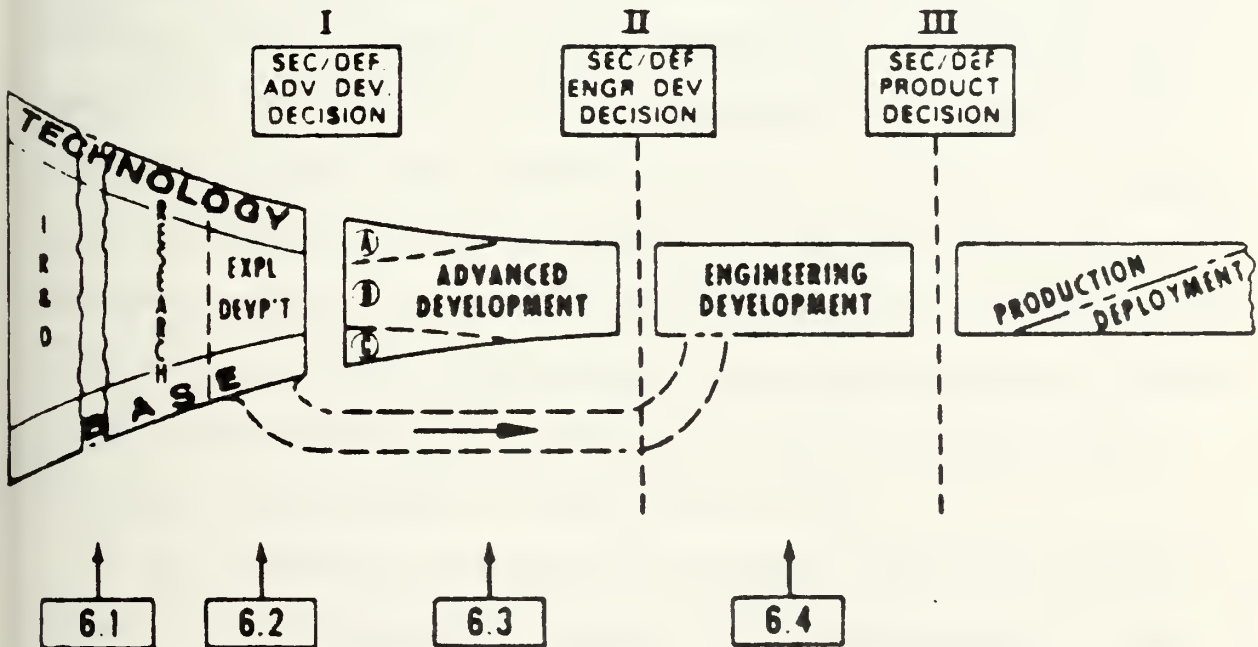 I
II
III
SEC/DEF.
ADV DEV.
DECISION
SEC/DEF
ENGR DEV
DECISION
SEC/DEF
PRODUCT
DECISION
TECHNOLOGY
BASE
IR&D
RESEARCH
EXPL
DEVP'T
A
B
C
ADVANCED
DEVELOPMENT
ENGINEERING
DEVELOPMENT
PRODUCTION
DEPLOYMENT
6.1
6.2
6.3
6.4